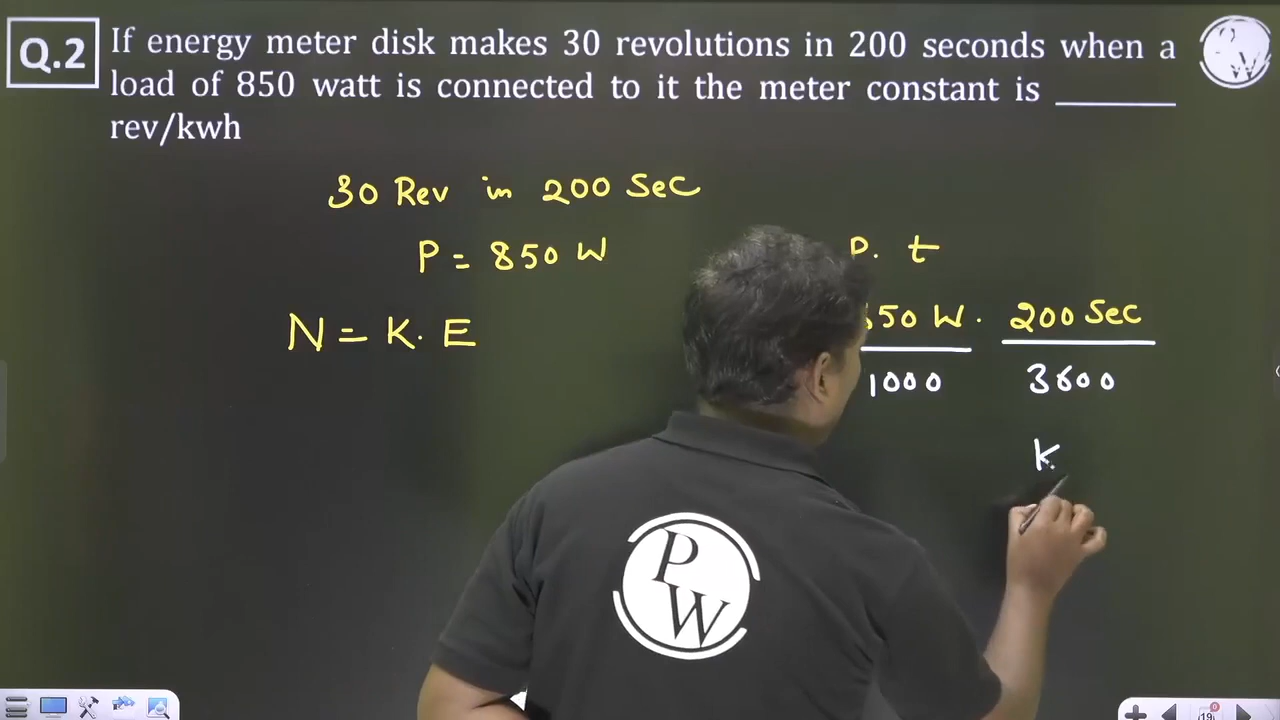 Q.2 If energy meter disk makes 30 revolutions in 200 seconds when a
load of 850 watt is connected to it the meter constant is ________
rev/kwh
30 Rev in 200 Sec
P = 850 W
P. t
N = K. E
50 W. 200 Sec
1000 3600
K
PW
19